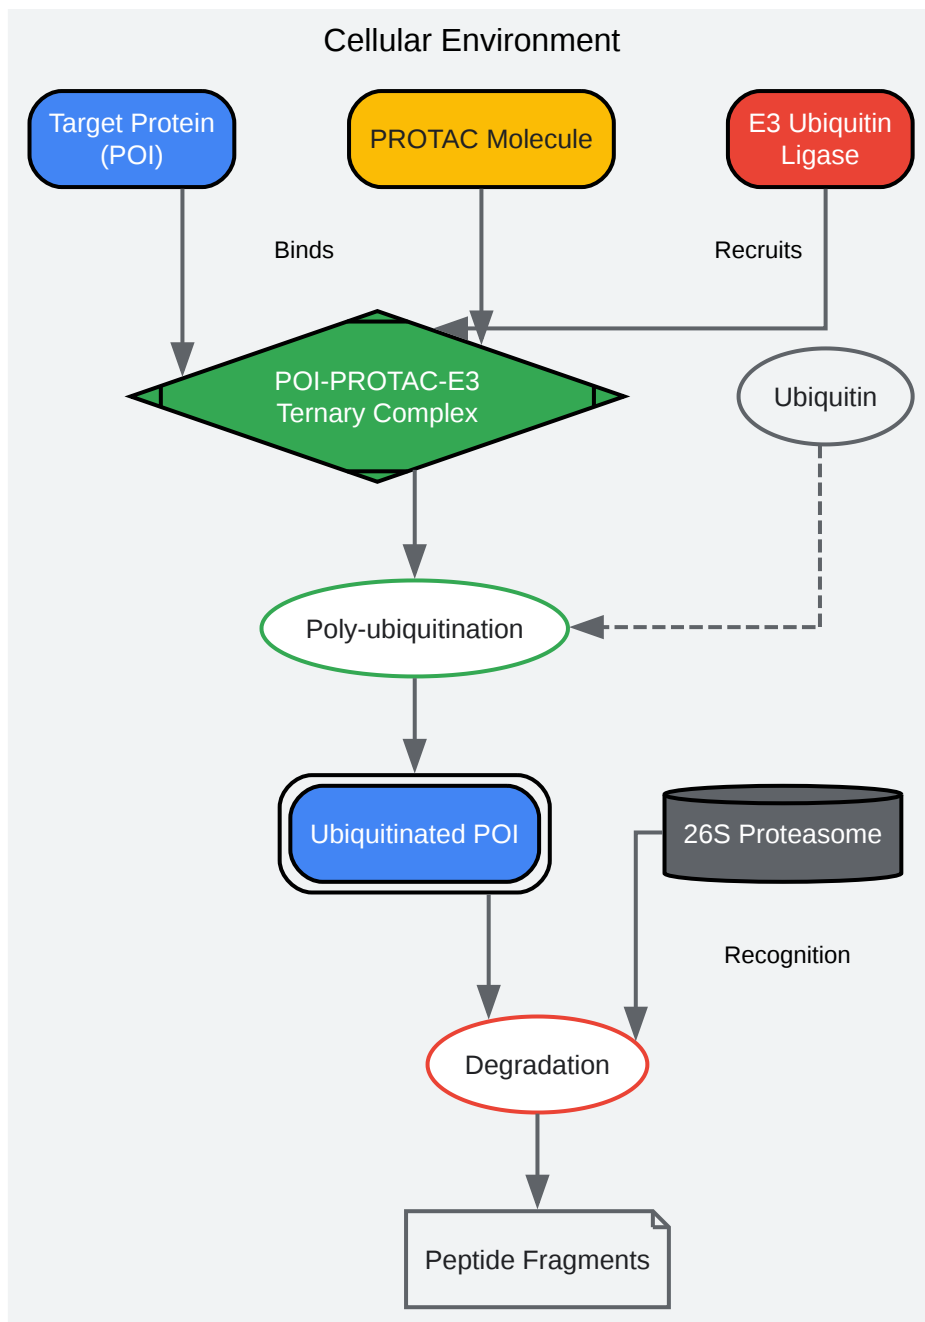 Cellular Environment
Target Protein
(POI)
PROTAC Molecule
E3 Ubiquitin
Ligase
Binds
Recruits
POI-PROTAC-E3
Ternary Complex
Ubiquitin
Poly-ubiquitination
Ubiquitinated POI
26S Proteasome
Recognition
Degradation
Peptide Fragments